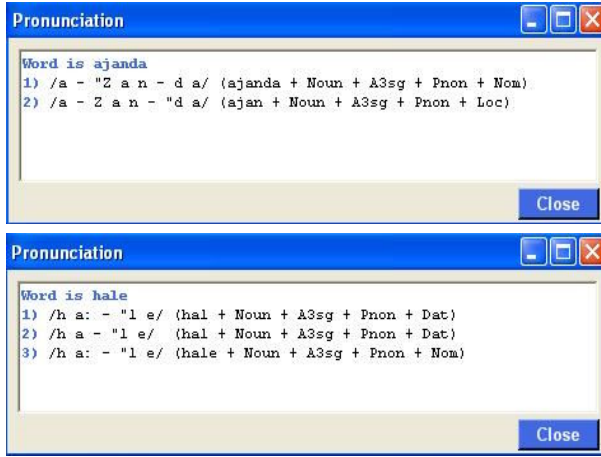 Pronunciation
Word is ajanda
1) /a - "Z a n - d a/ (ajanda + Noun + A3sg + Pnon + Nom)
2) /a - Z a n - "d a/ (ajan + Noun + A3sg + Pnon + Loc)
Close
Pronunciation
Word is hale
1) /h a: - "l e/ (hal + Noun + A3sg + Pnon + Dat)
2) /h a - "l e/ (hal + Noun + A3sg + Pnon + Dat)
3) /h a: - "l e/ (hale + Noun + A3sg + Pnon + Nom)
Close